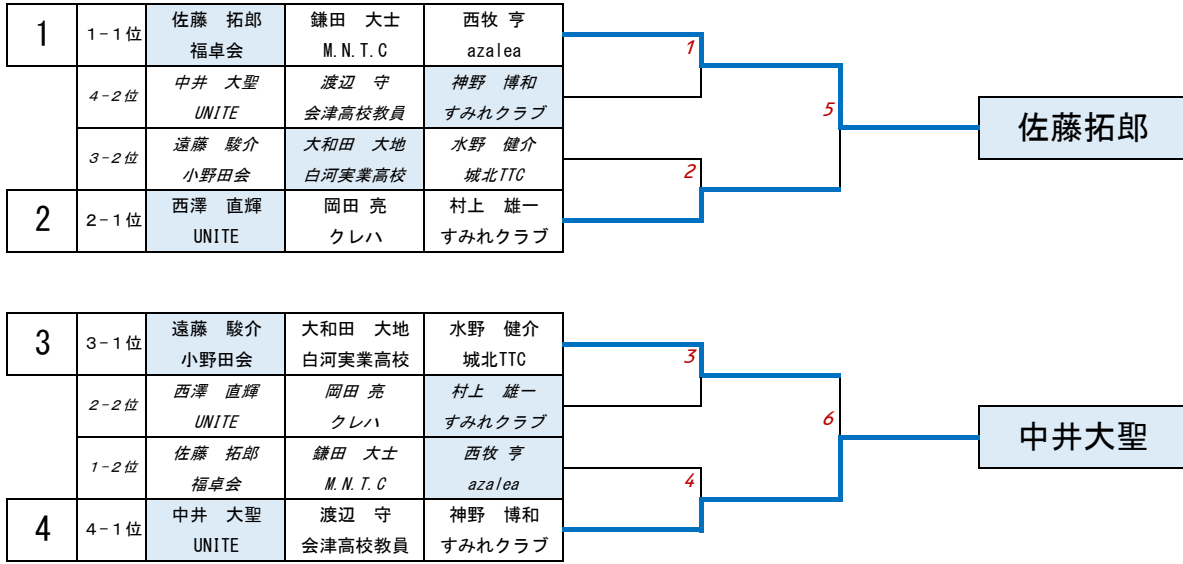 1 1-1位 佐藤 拓郎 鎌田 大士 西牧 亨
福卓会 M.N.T.C azalea
1
4-2位 中井 大聖 渡辺 守 神野 博和
UNITE 会津高校教員 すみれクラブ
5 佐藤拓郎
3-2位 遠藤 駿介 大和田 大地 水野 健介
小野田会 白河実業高校 城北TTC
2
2 2-1位 西澤 直輝 岡田 亮 村上 雄一
UNITE クレハ すみれクラブ
3 3-1位 遠藤 駿介 大和田 大地 水野 健介
小野田会 白河実業高校 城北TTC
3
2-2位 西澤 直輝 岡田 亮 村上 雄一
UNITE クレハ すみれクラブ
6 中井大聖
1-2位 佐藤 拓郎 鎌田 大士 西牧 亨
福卓会 M.N.T.C azalea
4
4 4-1位 中井 大聖 渡辺 守 神野 博和
UNITE 会津高校教員 すみれクラブ